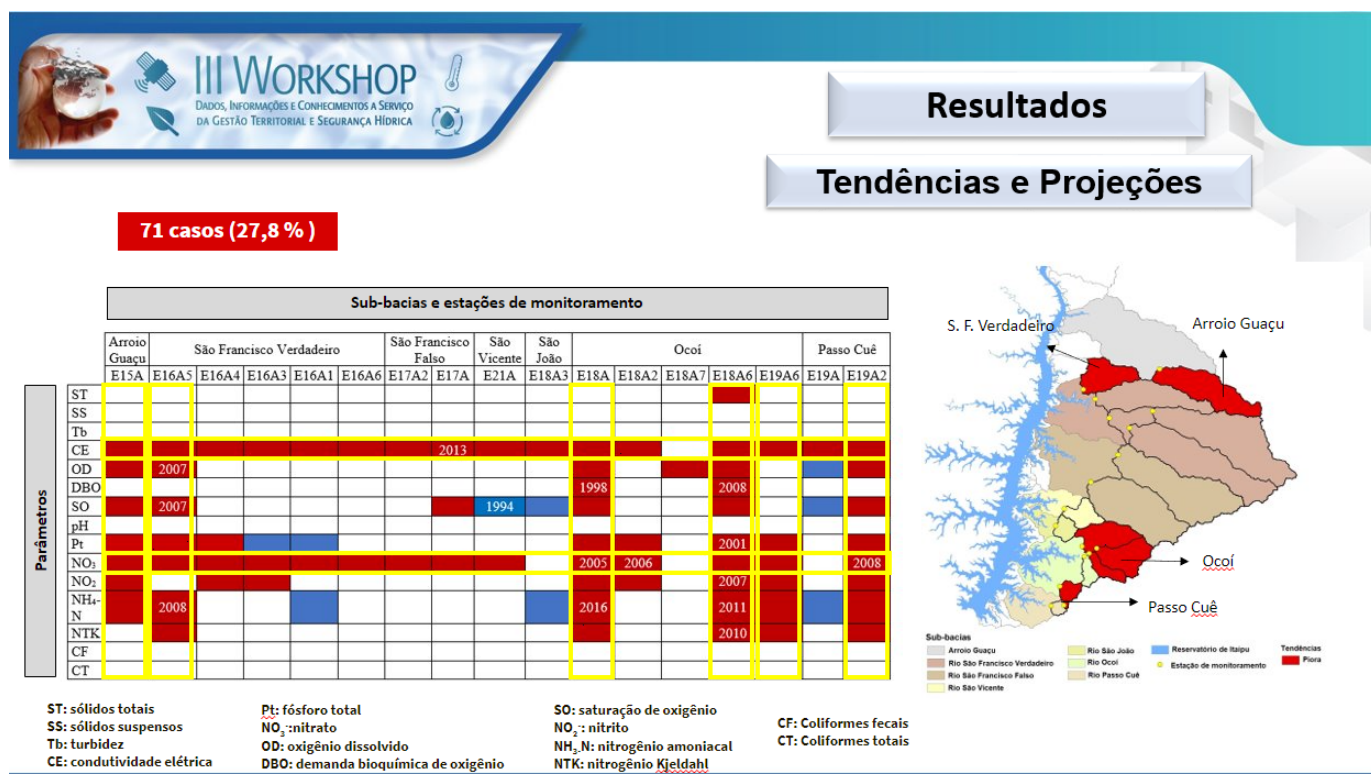 III WORKSHOP
DADOS, INFORMAÇÕES E CONHECIMENTOS A SERVIÇO
DA GESTÃO TERRITORIAL E SEGURANÇA HÍDRICA
Resultados
Tendências e Projeções
71 casos (27,8 % )
Sub-bacias e estações de monitoramento
Arroio Guaçu São Francisco Verdadeiro São Francisco Falso São Vicente São João Ocoí Passo Cuê
E15A E16A5 E16A4 E16A3 E16A1 E16A6 E17A2 E17A E21A E18A3 E18A E18A2 E18A7 E18A6 E19A6 E19A E19A2
Parâmetros
ST
SS
Tb
CE 2013
OD 2007
DBO 1998 2008
SO 2007 1994
pH
Pt 2001
NO₃ 2005 2006 2008
NO₂ 2007
NH₄-N 2008 2016 2011
NTK 2010
CF
CT
S. F. Verdadeiro
Arroio Guaçu
Ocoí
Passo Cuê
Sub-bacias
Arroio Guaçu
Rio São Francisco Verdadeiro
Rio São Francisco Falso
Rio São Vicente
Rio São João
Rio Ocoí
Rio Passo Cuê
Reservatório de Itaipu
Estação de monitoramento
Tendências
Piora
ST: sólidos totais
SS: sólidos suspensos
Tb: turbidez
CE: condutividade elétrica
Pt: fósforo total
NO₃⁻:nitrato
OD: oxigênio dissolvido
DBO: demanda bioquímica de oxigênio
SO: saturação de oxigênio
NO₂⁻: nitrito
NH₃-N: nitrogênio amoniacal
NTK: nitrogênio Kjeldahl
CF: Coliformes fecais
CT: Coliformes totais